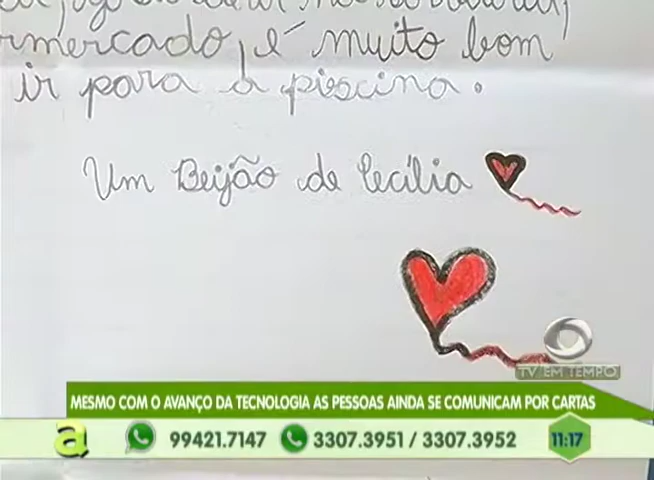 mercado, é muito bom
ir para a piscina.
Um Beijão de Cecília
TV EM TEMPO
MESMO COM O AVANÇO DA TECNOLOGIA AS PESSOAS AINDA SE COMUNICAM POR CARTAS
a 99421.7147 3307.3951 / 3307.3952 11:17